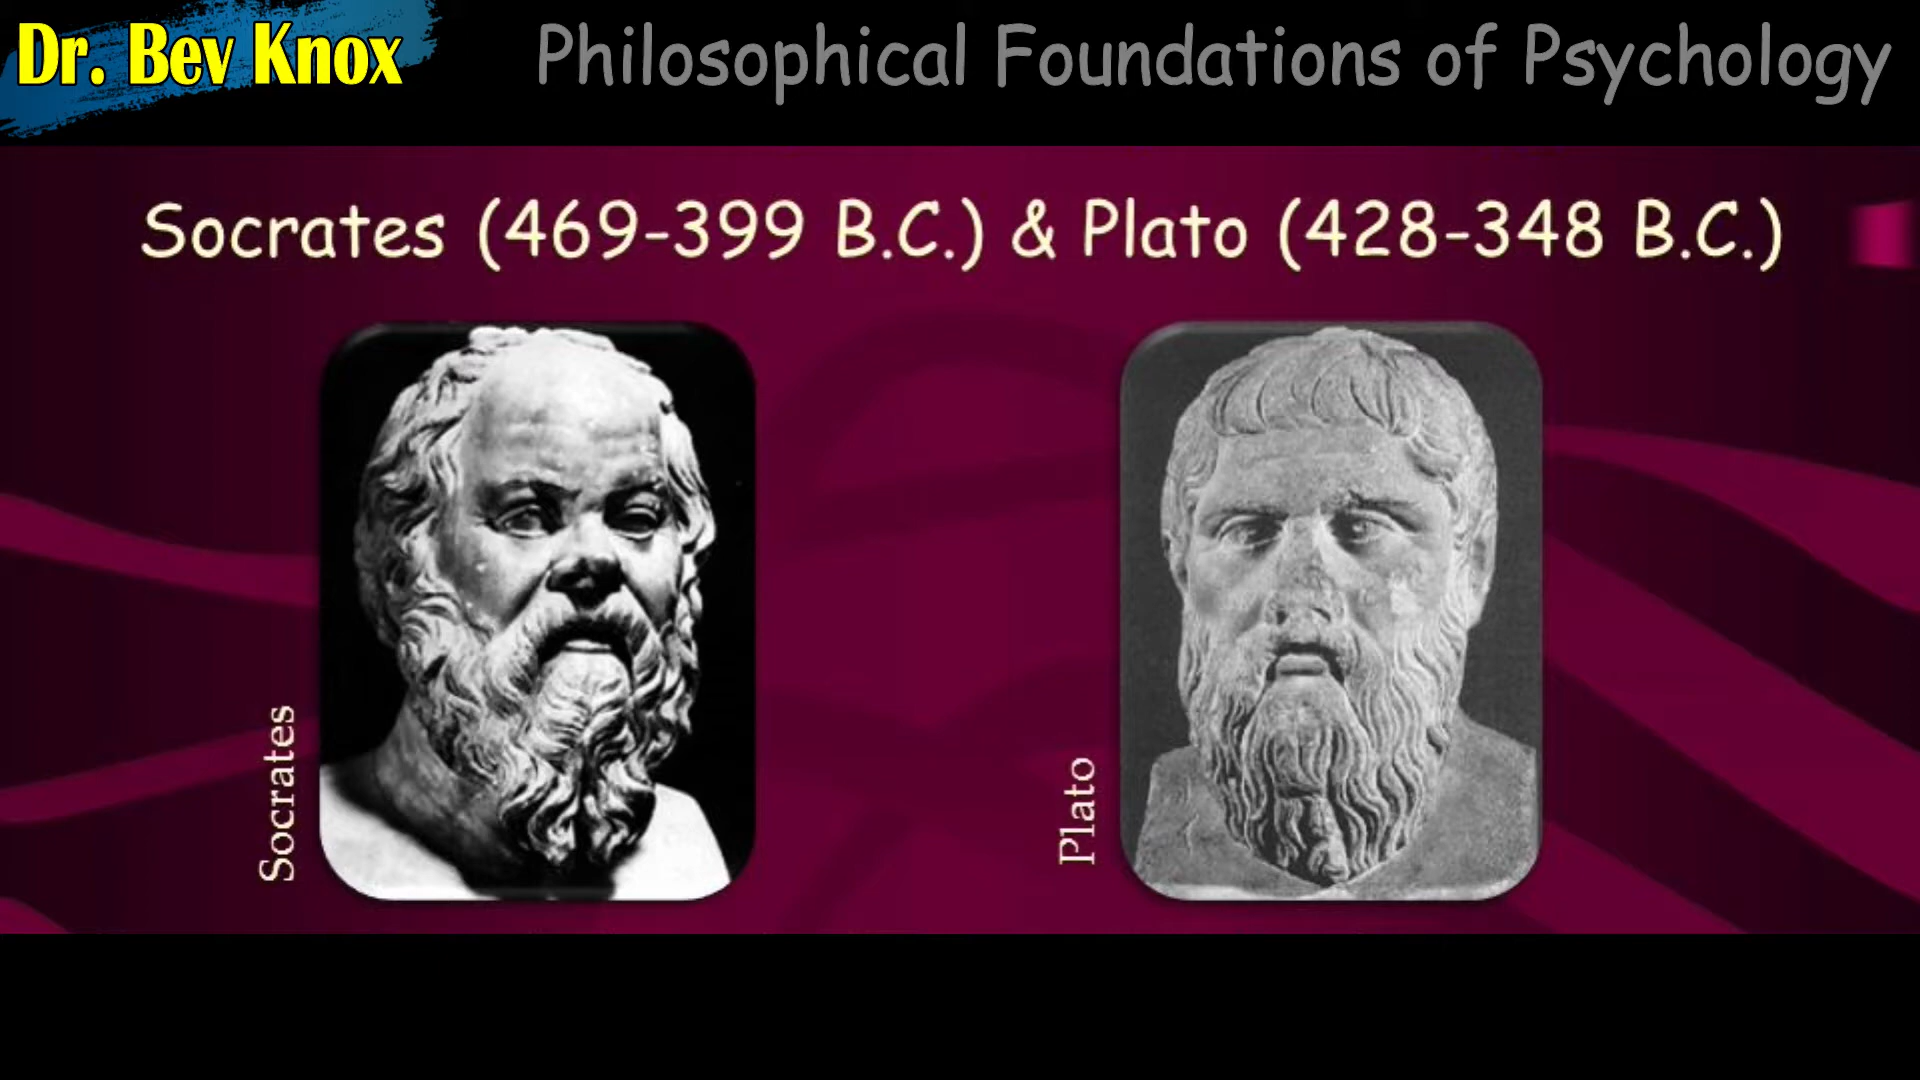 Dr. Bev Knox
Philosophical Foundations of Psychology
Socrates (469-399 B.C.) & Plato (428-348 B.C.)
Socrates
Plato